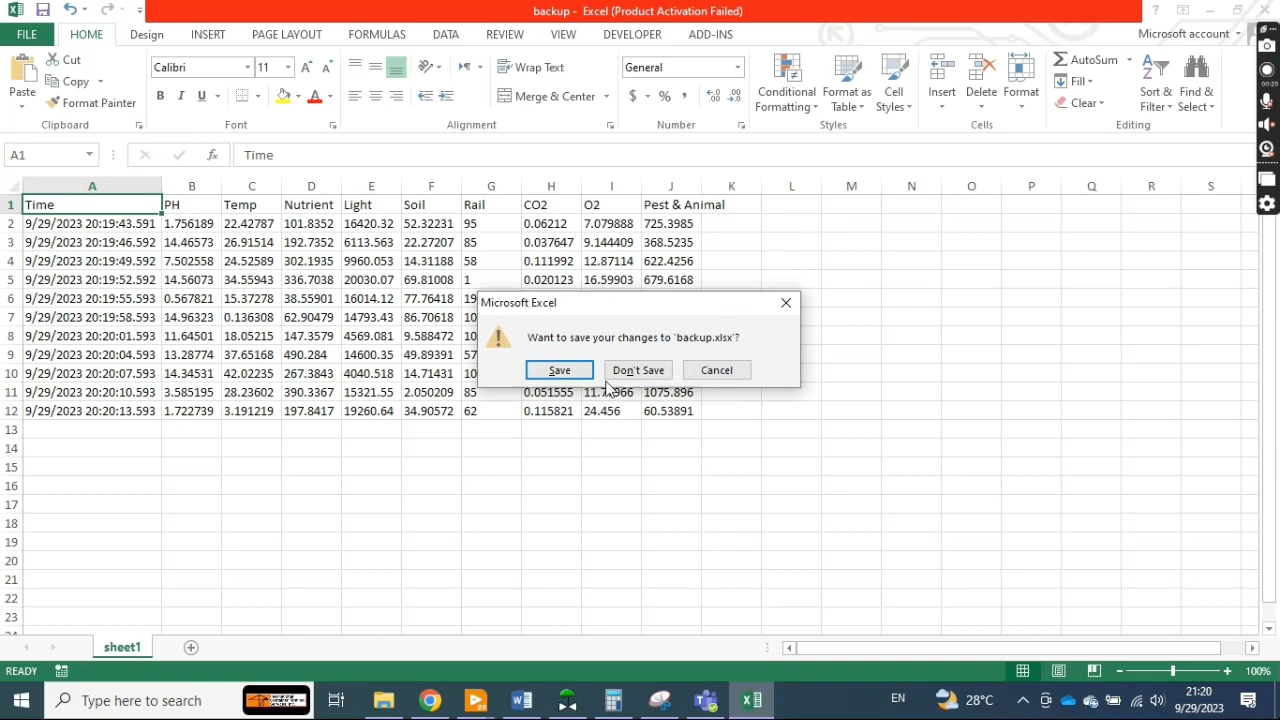 backup - Excel (Product Activation Failed)
FILE HOME Design INSERT PAGE LAYOUT FORMULAS DATA REVIEW VIEW DEVELOPER ADD-INS Microsoft account
Paste
Cut
Copy
Format Painter
Clipboard
Calibri 11
B I U
Font
Wrap Text
Merge & Center
Alignment
General
$ %
Number
Conditional Formatting
Format as Table
Cell Styles
Styles
Insert Delete Format
Cells
AutoSum
Fill
Clear
Sort & Filter
Find & Select
Editing
00:20
A1 fx Time
A B C D E F G H I J K L M N O P Q R S
1 Time PH Temp Nutrient Light Soil Rail CO2 O2 Pest & Animal
2 9/29/2023 20:19:43.591 1.756189 22.42787 101.8352 16420.32 52.32231 95 0.06212 7.079888 725.3985
3 9/29/2023 20:19:46.592 14.46573 26.91514 192.7352 6113.563 22.27207 85 0.037647 9.144409 368.5235
4 9/29/2023 20:19:49.592 7.502558 24.52589 302.1935 9960.053 14.31188 58 0.111992 12.87114 622.4256
5 9/29/2023 20:19:52.592 14.56073 34.55943 336.7038 20030.07 69.81008 1 0.020123 16.59903 679.6168
6 9/29/2023 20:19:55.593 0.567821 15.37278 38.55901 16014.12 77.76418 19
7 9/29/2023 20:19:58.593 14.96323 0.136308 62.90479 14793.43 86.70618 10
8 9/29/2023 20:20:01.593 11.64501 18.05215 147.3579 4569.081 9.588472 10
9 9/29/2023 20:20:04.593 13.28774 37.65168 490.284 14600.35 49.89391 57
10 9/29/2023 20:20:07.593 14.34531 42.02235 267.3843 4040.518 14.71431 10
11 9/29/2023 20:20:10.593 3.585195 28.23602 390.3367 15321.55 2.050209 85 0.051555 1075.896
12 9/29/2023 20:20:13.593 1.722739 3.191219 197.8417 19260.64 34.90572 62 0.115821 24.456 60.53891
13
14
15
16
17
18
19
20
21
22
23
Microsoft Excel
Want to save your changes to 'backup.xlsx'?
Save Don't Save Cancel
sheet1
READY 100%
Type here to search
EN 28°C 21:20
9/29/2023